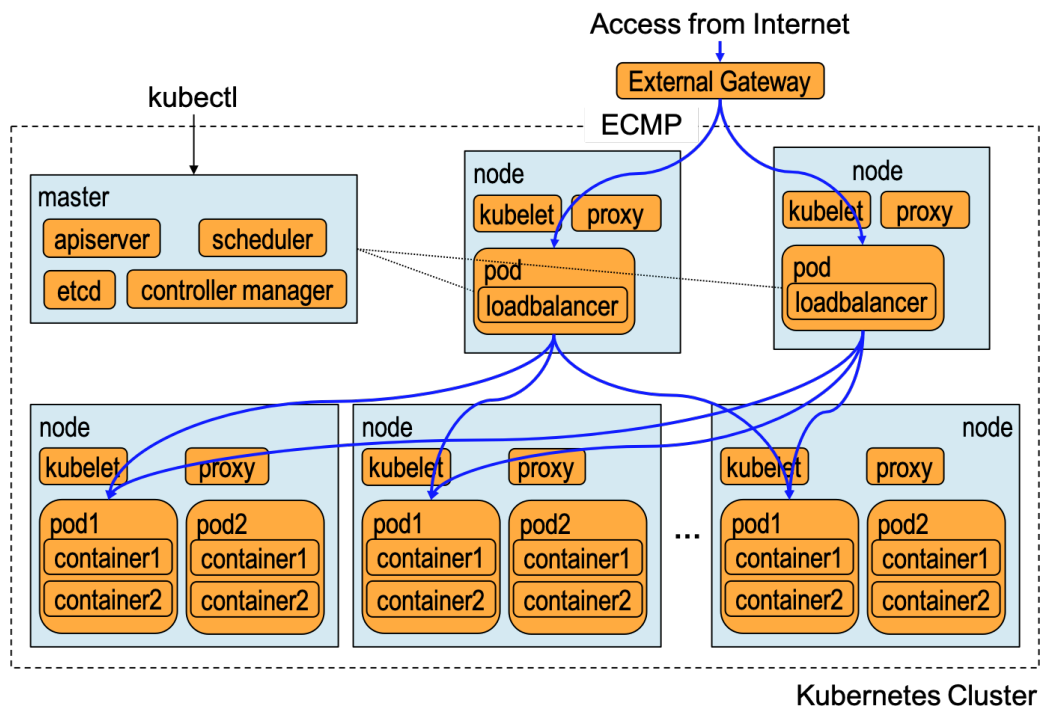 Access from Internet
External Gateway
kubectl
ECMP
master
apiserver
scheduler
etcd
controller manager
node
kubelet
proxy
pod
loadbalancer
node
kubelet
proxy
pod
loadbalancer
node
kubelet
proxy
pod1
container1
container2
pod2
container1
container2
node
kubelet
proxy
pod1
container1
container2
pod2
container1
container2
...
node
kubelet
proxy
pod1
container1
container2
pod2
container1
container2
Kubernetes Cluster